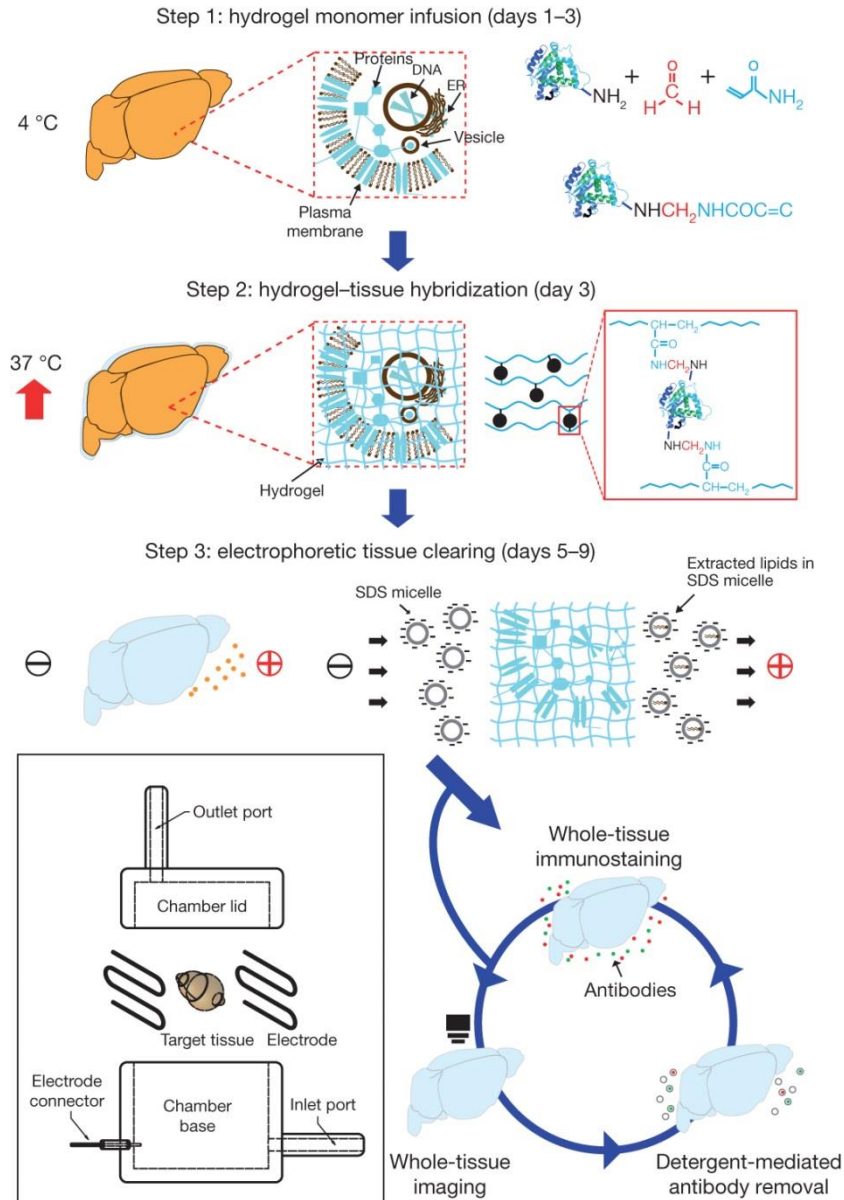 Step 1: hydrogel monomer infusion (days 1–3)
4 °C
Proteins
DNA
ER
Vesicle
Plasma
membrane
NH2
+
O
C
H H
+
O
NH2
NHCH2NHCOC=C
Step 2: hydrogel–tissue hybridization (day 3)
37 °C
Hydrogel
CH–CH2
C=O
NHCH2NH
NHCH2NH
C=O
CH–CH2
Step 3: electrophoretic tissue clearing (days 5–9)
SDS micelle
Extracted lipids in
SDS micelle
Outlet port
Chamber lid
Target tissue
Electrode
Electrode
connector
Chamber
base
Inlet port
Whole-tissue
immunostaining
Antibodies
Whole-tissue
imaging
Detergent-mediated
antibody removal